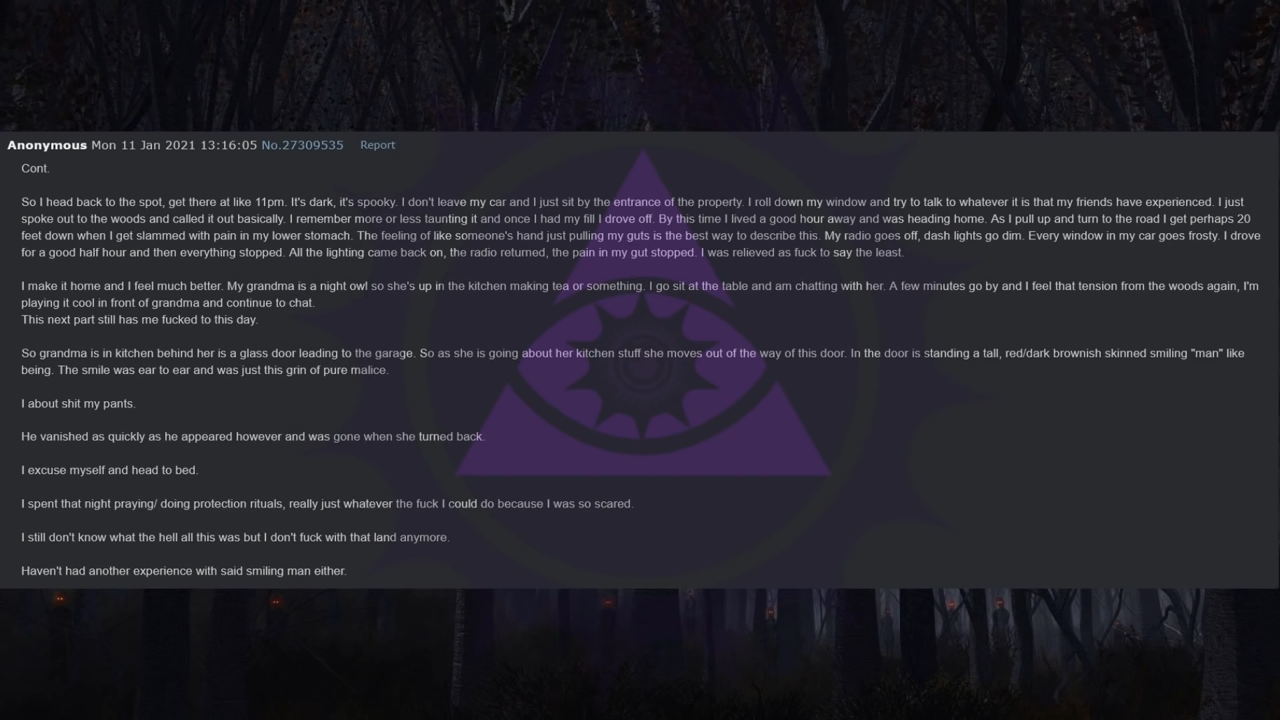 Anonymous Mon 11 Jan 2021 13:16:05 No.27309535 Report
Cont.
So I head back to the spot, get there at like 11pm. It's dark, it's spooky. I don't leave my car and I just sit by the entrance of the property. I roll down my window and try to talk to whatever it is that my friends have experienced. I just
spoke out to the woods and called it out basically. I remember more or less taunting it and once I had my fill I drove off. By this time I lived a good hour away and was heading home. As I pull up and turn to the road I get perhaps 20
feet down when I get slammed with pain in my lower stomach. The feeling of like someone's hand just pulling my guts is the best way to describe this. My radio goes off, dash lights go dim. Every window in my car goes frosty. I drove
for a good half hour and then everything stopped. All the lighting came back on, the radio returned, the pain in my gut stopped. I was relieved as fuck to say the least.
I make it home and I feel much better. My grandma is a night owl so she's up in the kitchen making tea or something. I go sit at the table and am chatting with her. A few minutes go by and I feel that tension from the woods again, I'm
playing it cool in front of grandma and continue to chat.
This next part still has me fucked to this day.
So grandma is in kitchen behind her is a glass door leading to the garage. So as she is going about her kitchen stuff she moves out of the way of this door. In the door is standing a tall, red/dark brownish skinned smiling "man" like
being. The smile was ear to ear and was just this grin of pure malice.
I about shit my pants.
He vanished as quickly as he appeared however and was gone when she turned back.
I excuse myself and head to bed.
I spent that night praying/ doing protection rituals, really just whatever the fuck I could do because I was so scared.
I still don't know what the hell all this was but I don't fuck with that land anymore.
Haven't had another experience with said smiling man either.